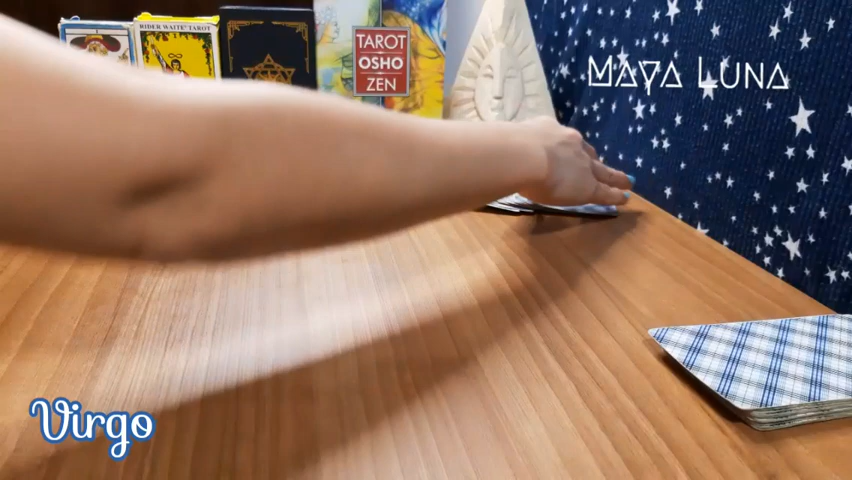 RIDER WAITE TAROT
TAROT
OSHO
ZEN
MAYA LUNA
Virgo